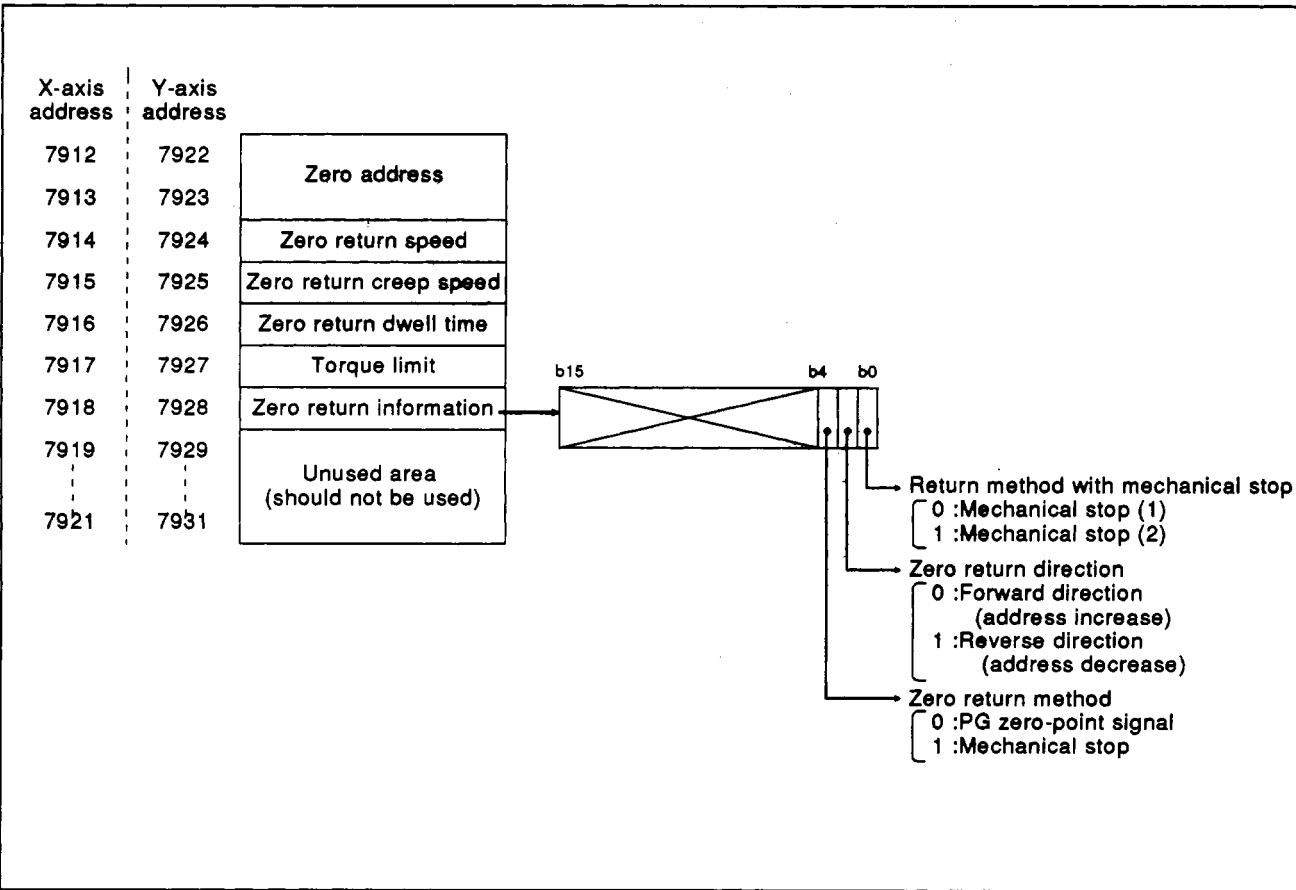 X-axis address
Y-axis address
7912 7922
Zero address
7913 7923
7914 7924 Zero return speed
7915 7925 Zero return creep speed
7916 7926 Zero return dwell time
7917 7927 Torque limit
b15 b4 b0
7918 7928 Zero return information
7919 7929
Unused area
(should not be used)
7921 7931
Return method with mechanical stop
0 :Mechanical stop (1)
1 :Mechanical stop (2)
Zero return direction
0 :Forward direction
(address increase)
1 :Reverse direction
(address decrease)
Zero return method
0 :PG zero-point signal
1 :Mechanical stop